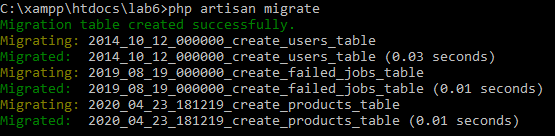 C:\xampp\htdocs\lab6>php artisan migrate
Migration table created successfully.
Migrating: 2014_10_12_000000_create_users_table
Migrated:  2014_10_12_000000_create_users_table (0.03 seconds)
Migrating: 2019_08_19_000000_create_failed_jobs_table
Migrated:  2019_08_19_000000_create_failed_jobs_table (0.01 seconds)
Migrating: 2020_04_23_181219_create_products_table
Migrated:  2020_04_23_181219_create_products_table (0.01 seconds)